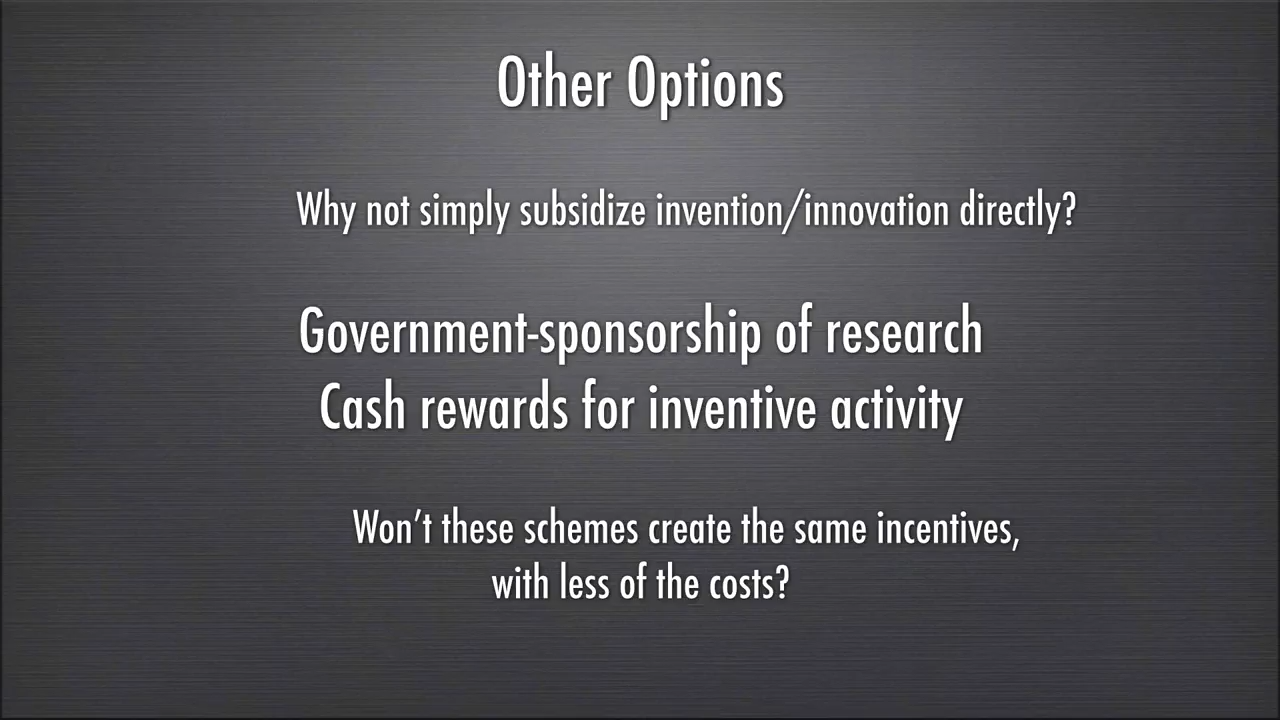 Other Options
Why not simply subsidize invention/innovation directly?
Government-sponsorship of research
Cash rewards for inventive activity
Won’t these schemes create the same incentives,
with less of the costs?